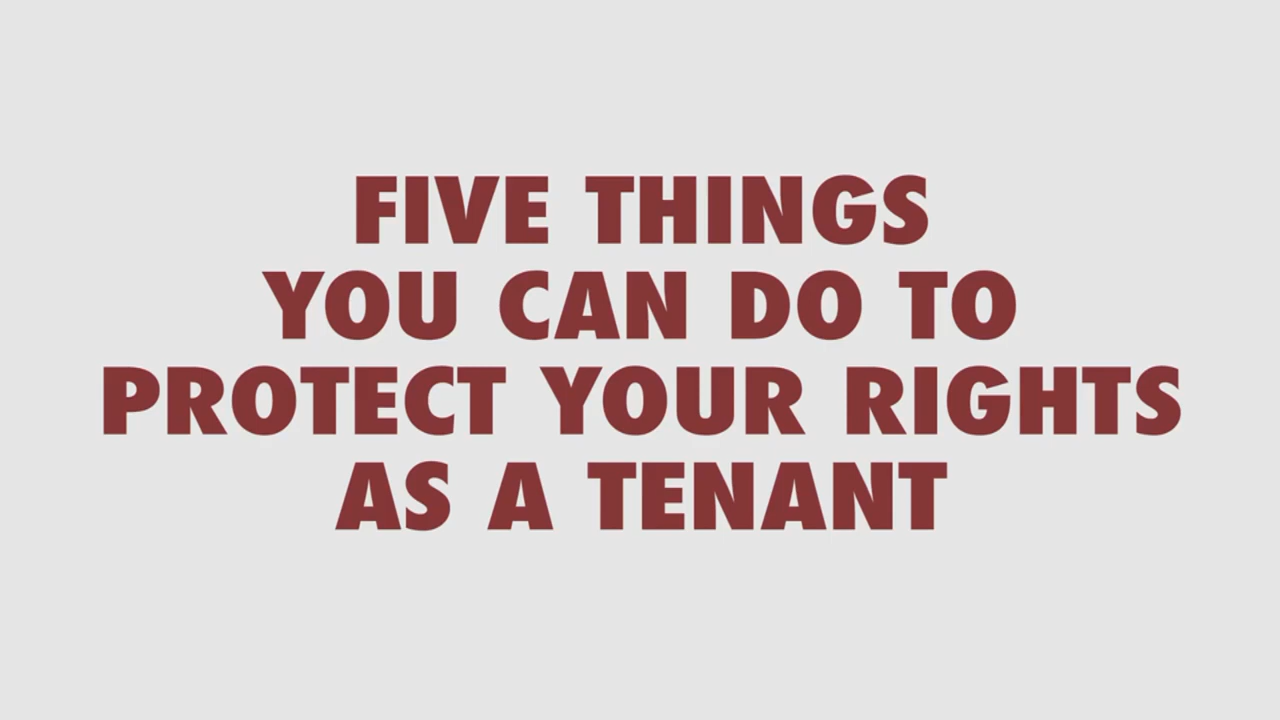 FIVE THINGS
YOU CAN DO TO
PROTECT YOUR RIGHTS
AS A TENANT